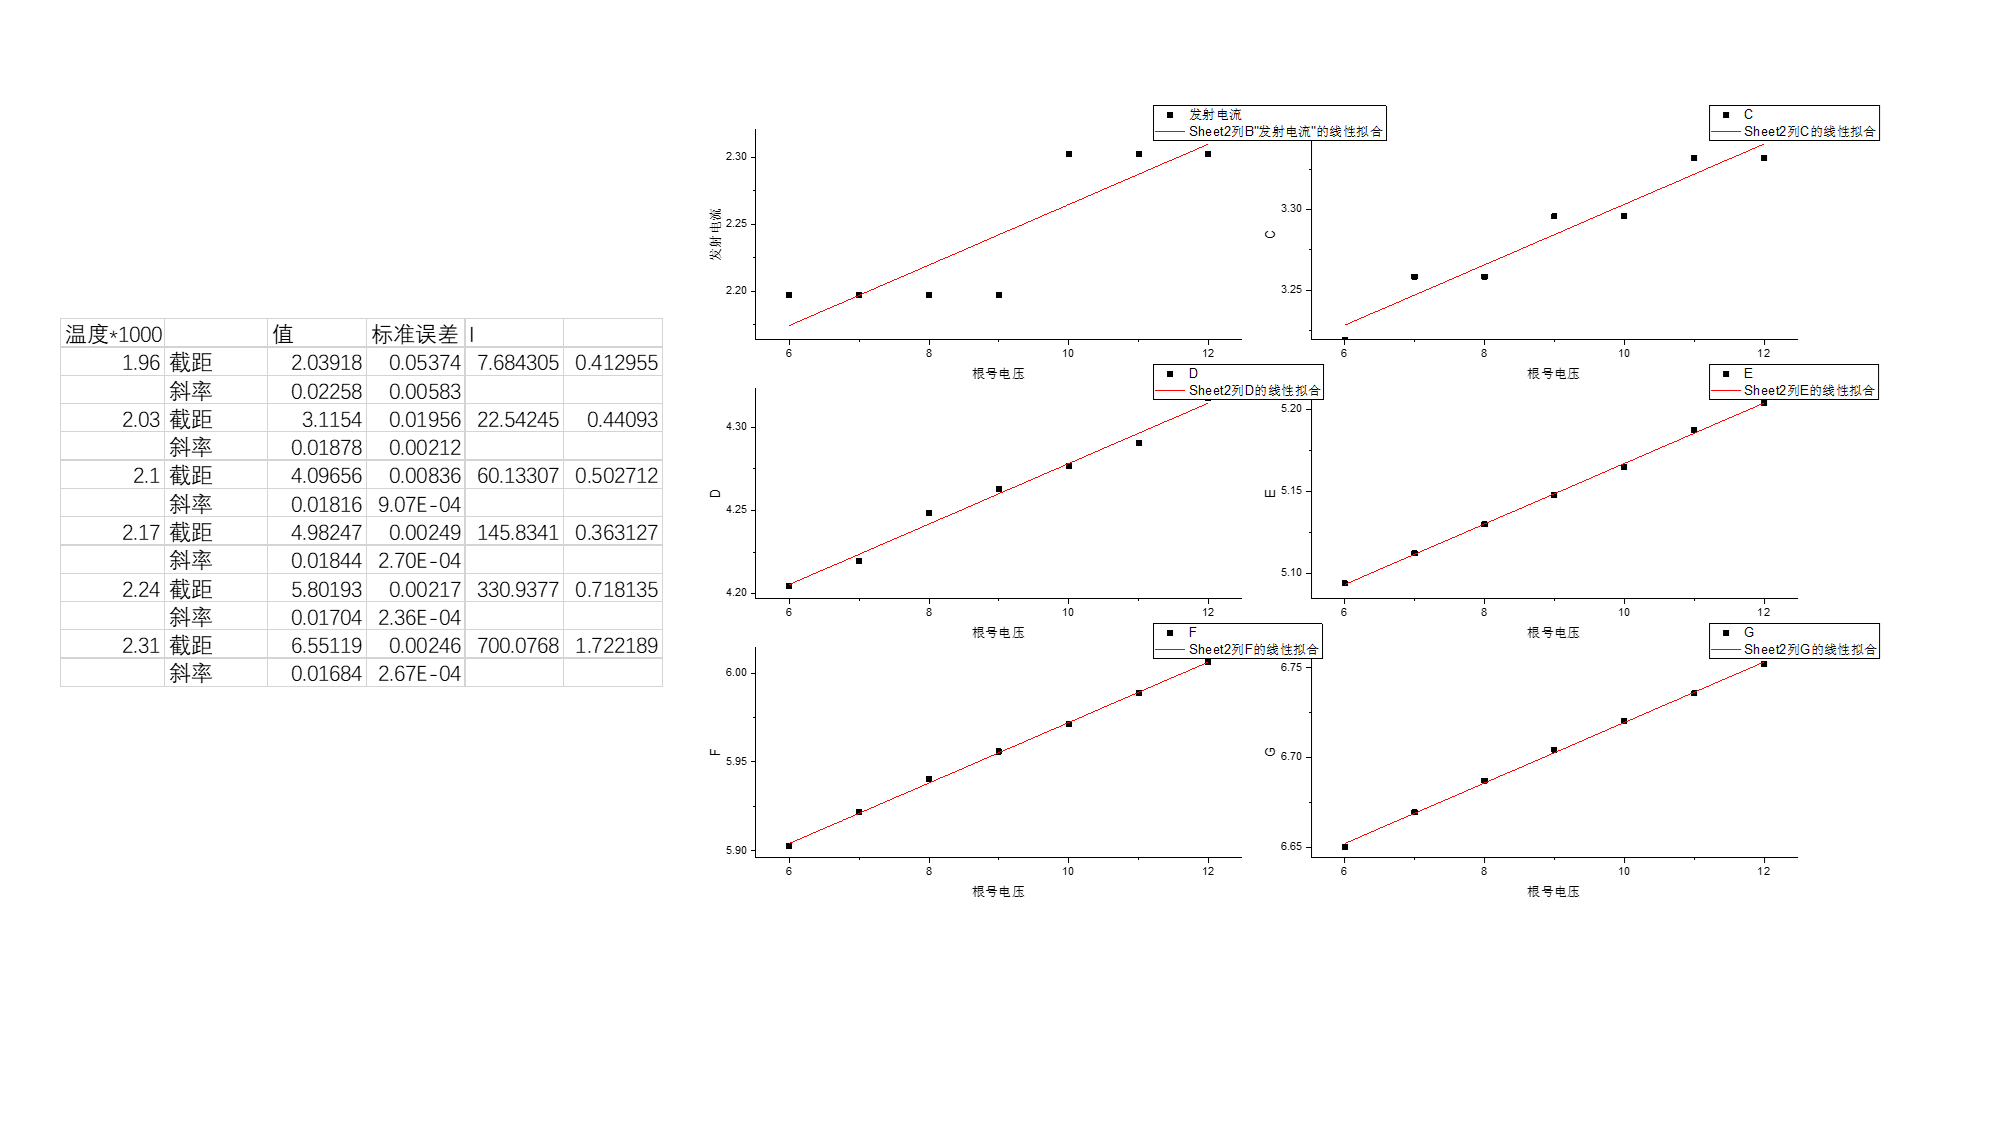 温度*1000 值 标准误差 I
1.96 截距 2.03918 0.05374 7.684305 0.412955
斜率 0.02258 0.00583
2.03 截距 3.1154 0.01956 22.54245 0.44093
斜率 0.01878 0.00212
2.1 截距 4.09656 0.00836 60.13307 0.502712
斜率 0.01816 9.07E-04
2.17 截距 4.98247 0.00249 145.8341 0.363127
斜率 0.01844 2.70E-04
2.24 截距 5.80193 0.00217 330.9377 0.718135
斜率 0.01704 2.36E-04
2.31 截距 6.55119 0.00246 700.0768 1.722189
斜率 0.01684 2.67E-04
发射电流
Sheet2列B"发射电流"的线性拟合
2.30
2.25
2.20
发射电流
6 8 10 12
根号电压
C
Sheet2列C的线性拟合
3.30
3.25
C
6 8 10 12
根号电压
D
Sheet2列D的线性拟合
4.30
4.25
4.20
D
6 8 10 12
根号电压
E
Sheet2列E的线性拟合
5.20
5.15
5.10
E
6 8 10 12
根号电压
F
Sheet2列F的线性拟合
6.00
5.95
5.90
F
6 8 10 12
根号电压
G
Sheet2列G的线性拟合
6.75
6.70
6.65
G
6 8 10 12
根号电压